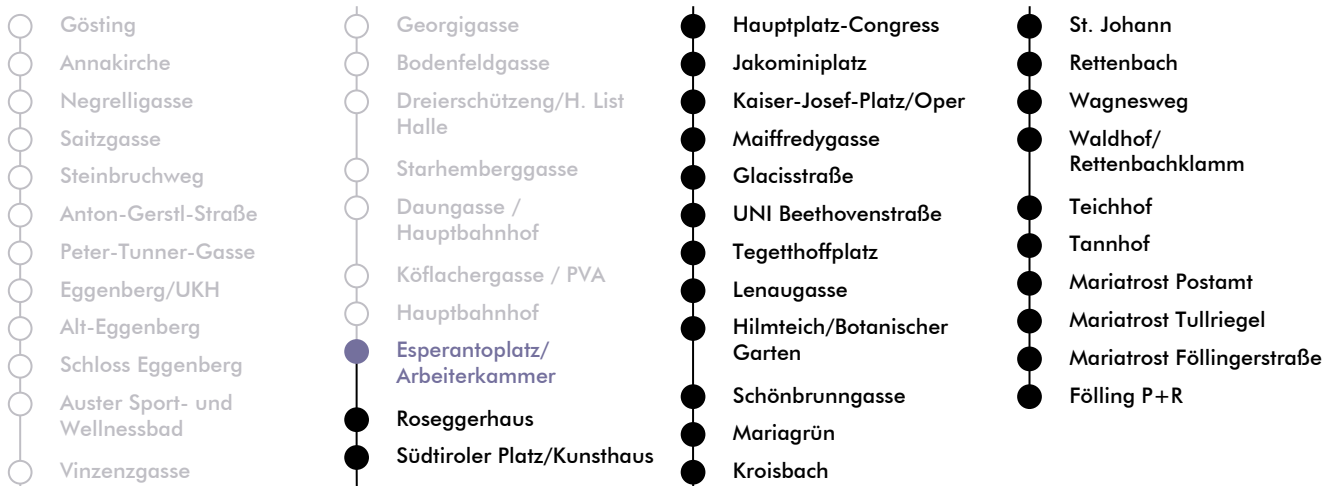 Gösting
Annakirche
Negrelligasse
Saitzgasse
Steinbruchweg
Anton-Gerstl-Straße
Peter-Tunner-Gasse
Eggenberg/UKH
Alt-Eggenberg
Schloss Eggenberg
Auster Sport- und
Wellnessbad
Vinzenzgasse
Georgigasse
Bodenfeldgasse
Dreierschützeng/H. List
Halle
Starhemberggasse
Daungasse /
Hauptbahnhof
Köflachergasse / PVA
Hauptbahnhof
Esperantoplatz/
Arbeiterkammer
Roseggerhaus
Südtiroler Platz/Kunsthaus
Hauptplatz-Congress
Jakominiplatz
Kaiser-Josef-Platz/Oper
Maiffredygasse
Glacisstraße
UNI Beethovenstraße
Tegetthoffplatz
Lenaugasse
Hilmteich/Botanischer
Garten
Schönbrunngasse
Mariagrün
Kroisbach
St. Johann
Rettenbach
Wagnesweg
Waldhof/
Rettenbachklamm
Teichhof
Tannhof
Mariatrost Postamt
Mariatrost Tullriegel
Mariatrost Föllingerstraße
Fölling P+R